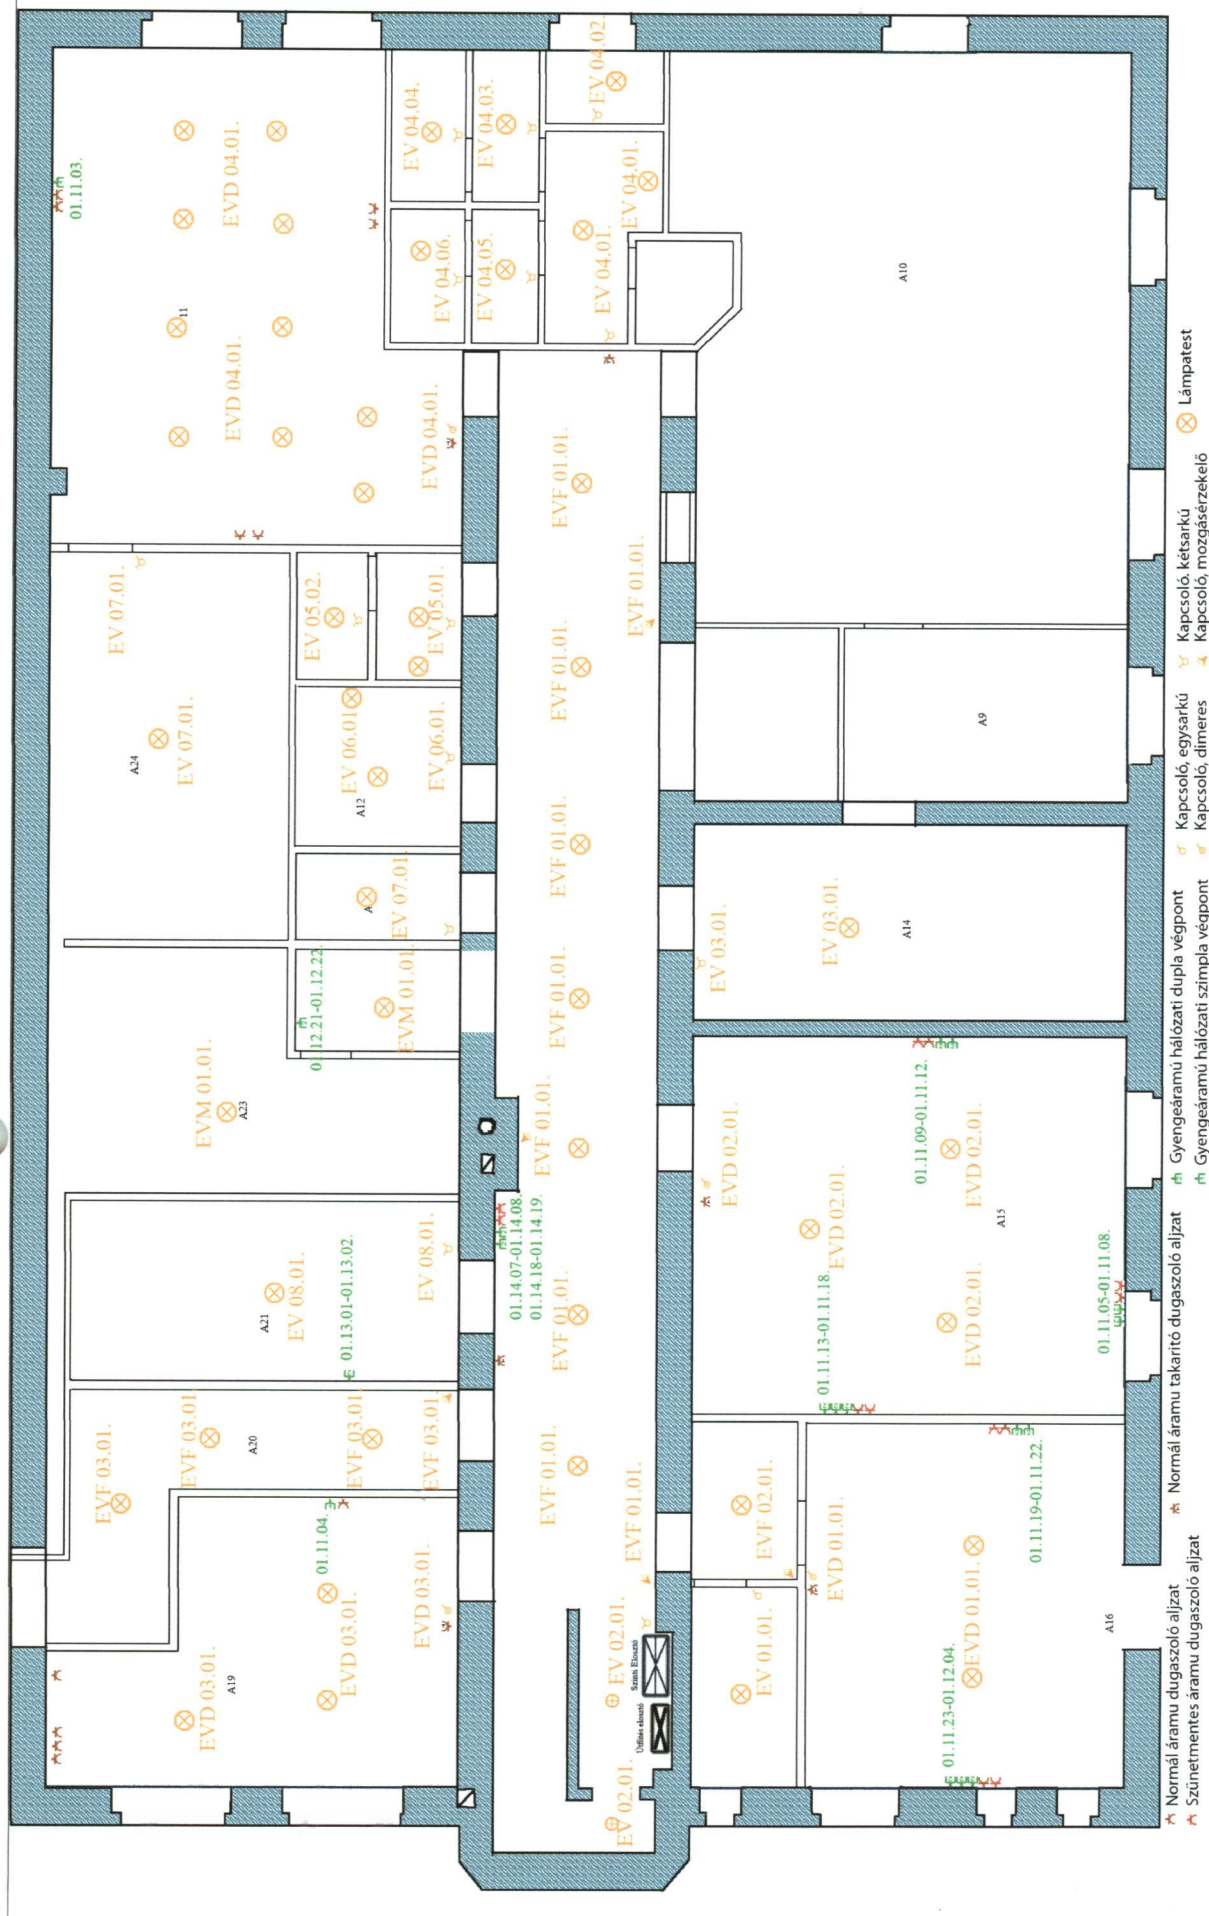 01.11.03.
EVF 03.01.
EV 07.01.
A24
EV 07.01.
11
EVF 03.01.
EVM 01.01.
EVD 03.01.
A19
EVD 04.01.
EVD 04.01.
A23
A20
A21
EV 08.01.
EV 05.02.
01.12.21-01.12.22.
01.11.04.
EVD 03.01.
01.13.01-01.13.02.
EV 06.01
EVF 03.01.
A12
A
EV 07.01.
EVM 01.01.
EV 04.04.
EVD 03.01.
EVF 03.01.
EV 08.01.
EV 06.01.
EV 05.01.
EVD 04.01.
EV 04.06.
EV 04.05.
EV 04.03.
01.14.07-01.14.08.
01.14.18-01.14.19.
EVF 01.01.
EVF 01.01.
EVF 01.01.
EVF 01.01.
EVF 01.01.
EVF 01.01.
EVF 01.01.
EV 04.01.
EV 04.02.
EV 02.01.
EV 02.01.
EVF 01.01.
EVF 01.01.
EV 04.01.
Szinti Elosztó
Utólits elosztó
EV 03.01.
EVD 02.01.
EV 01.01.
EVF 02.01.
01.11.13-01.11.18.
EV 03.01.
EVD 01.01.
EVD 02.01.
A10
A14
01.11.09-01.11.12.
01.11.23-01.12.04.
EVD 01.01.
EVD 02.01.
EVD 02.01.
A9
A15
01.11.19-01.11.22.
01.11.05-01.11.08.
A16
Normál áramu dugaszoló aljzat
Normál áramu takaritó dugaszoló aljzat
Gyengeáramú hálózati dupla végpont
Kapcsoló, egysarkú
Kapcsoló. kétsarkú
Lámpatest
Szünetmentes áramu dugaszoló aljzat
Gyengeáramú hálózati szimpla végpont
Kapcsoló, dimeres
Kapcsoló, mozgásérzekelő